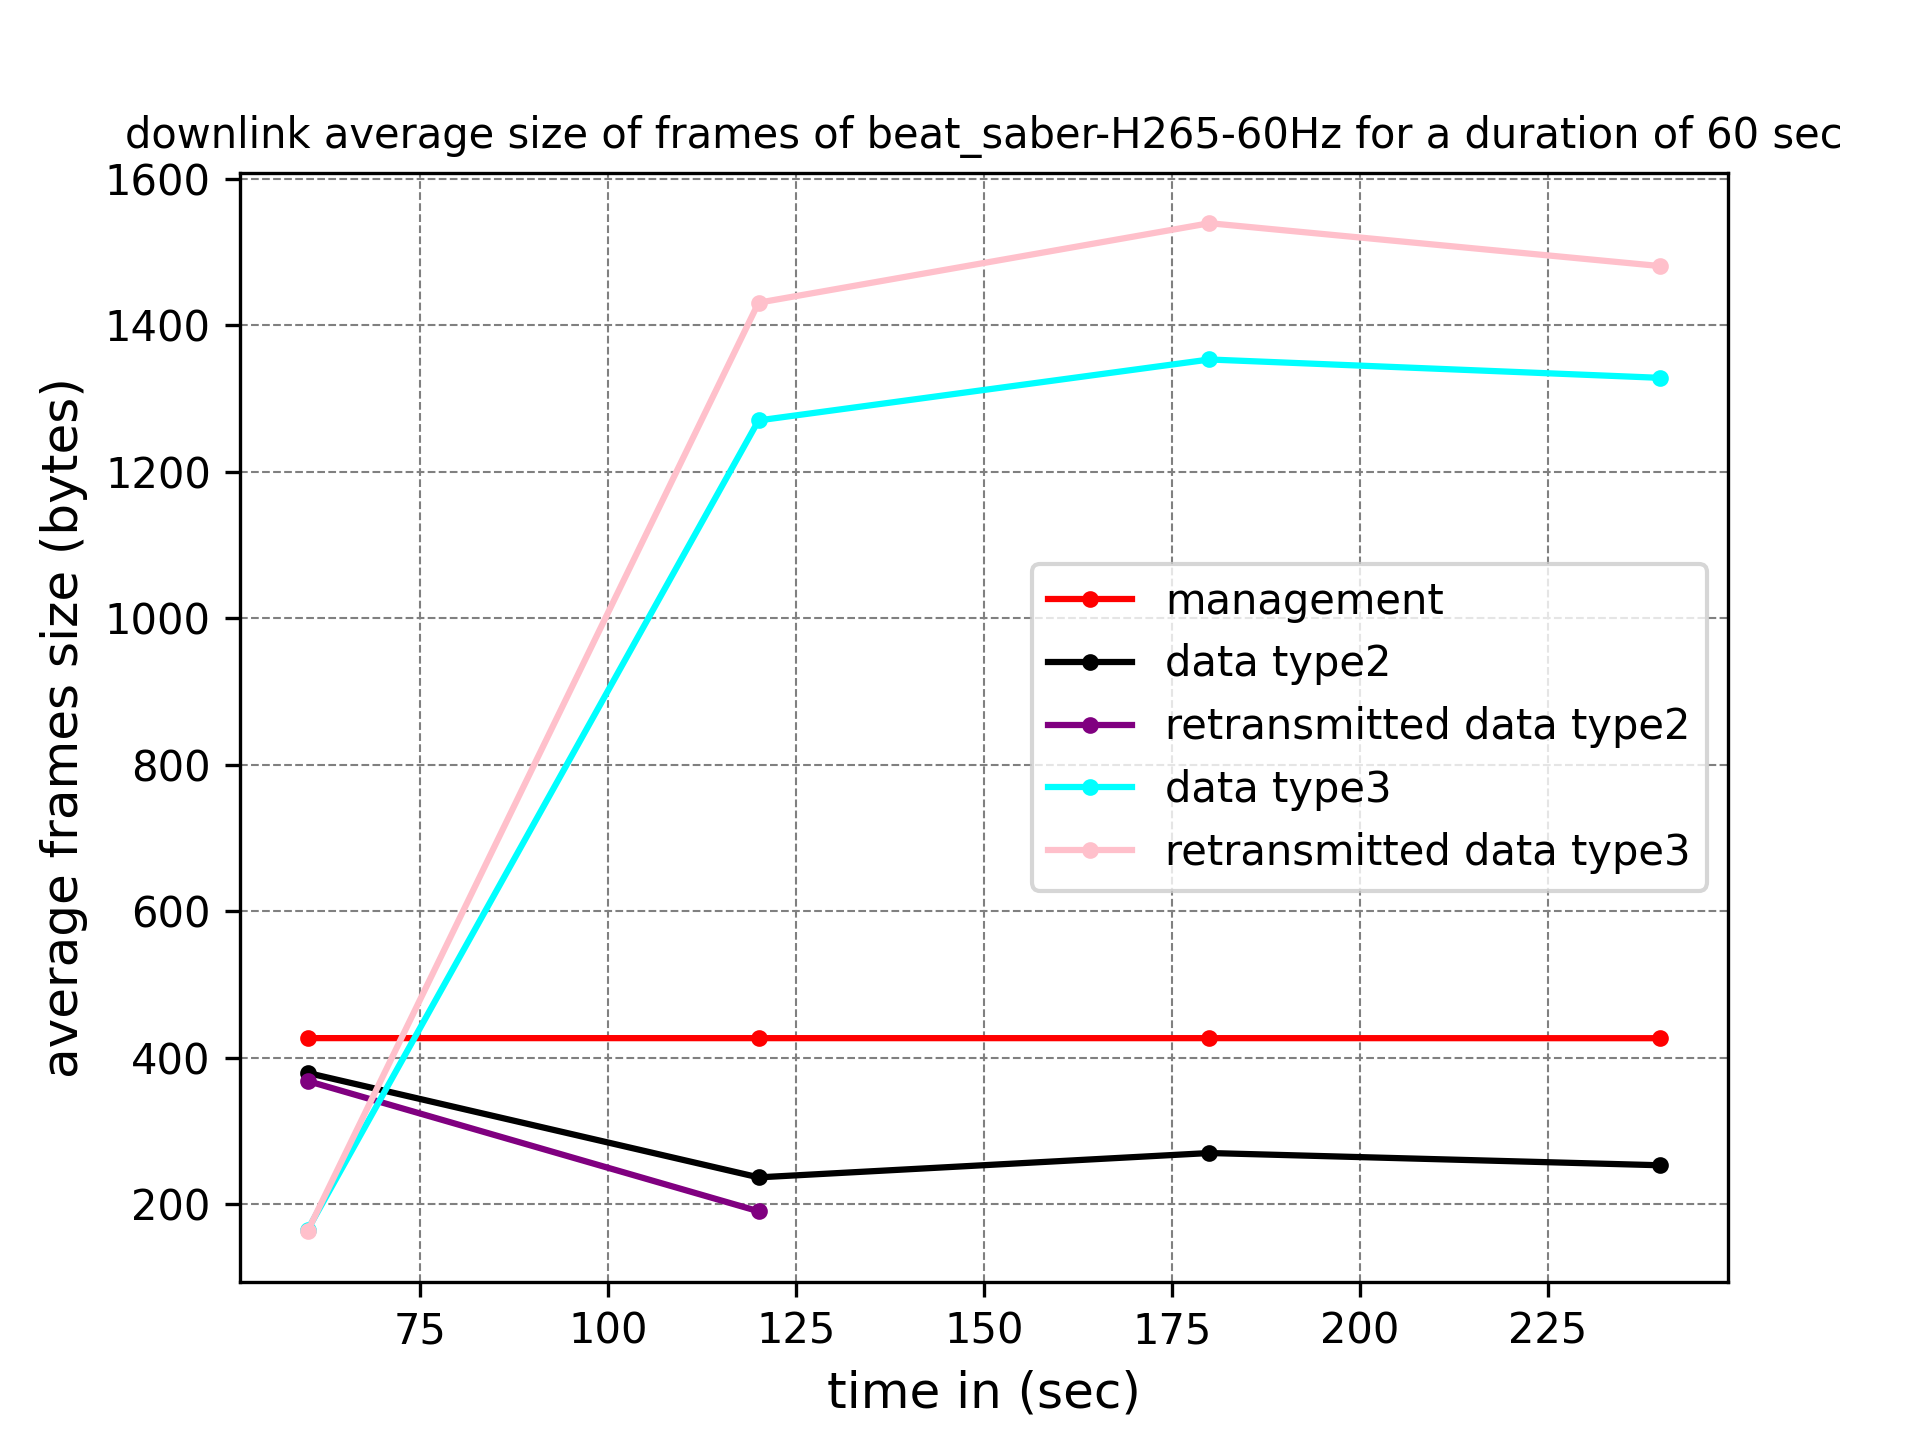 downlink average size of frames of beat_saber-H265-60Hz for a duration of 60 sec
1600
1400
1200
1000
800
600
400
200
average frames size (bytes)
management
data type2
retransmitted data type2
data type3
retransmitted data type3
75 100 125 150 175 200 225
time in (sec)